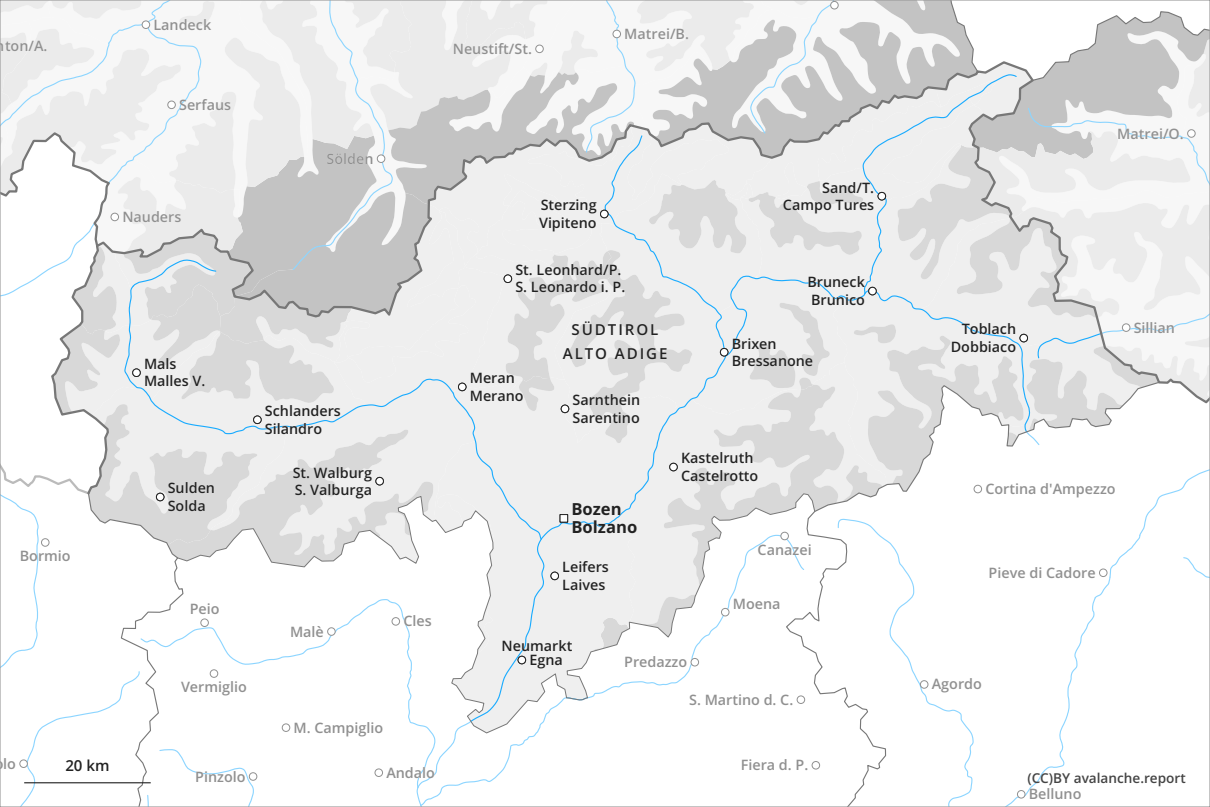 Landeck
nton/A.
Neustift/St.
Matrei/B.
Serfaus
Matrei/O.
Sölden
Nauders
Sand/T.
Campo Tures
Sterzing
Vipiteno
St. Leonhard/P.
S. Leonardo i. P.
Bruneck
Brunico
SÜDTIROL
ALTO ADIGE
Toblach
Dobbiaco
Sillian
Brixen
Bressanone
Mals
Malles V.
Meran
Merano
Schlanders
Silandro
Sarnthein
Sarentino
Kastelruth
Castelrotto
St. Walburg
S. Valburga
Sulden
Solda
Cortina d'Ampezzo
Bozen
Bolzano
Bormio
Canazei
Leifers
Laives
Pieve di Cadore
Peio
Moena
Malè
Cles
Neumarkt
Egna
Predazzo
Vermiglio
Agordo
S. Martino d. C.
M. Campiglio
olo
20 km
Pinzolo
Andalo
Fiera d. P.
(CC)BY avalanche.report
Belluno